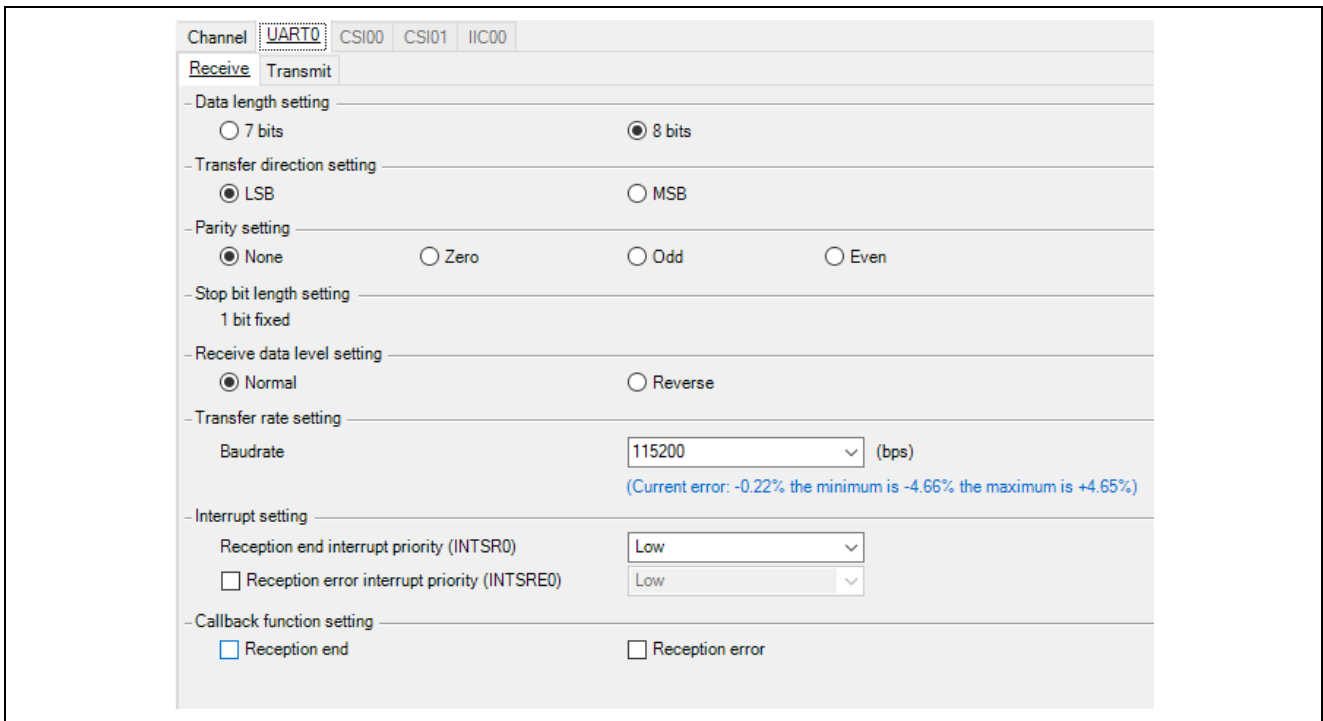 Channel UART0 CSI00 CSI01 IIC00
Receive Transmit
Data length setting
7 bits 8 bits
Transfer direction setting
LSB MSB
Parity setting
None Zero Odd Even
Stop bit length setting
1 bit fixed
Receive data level setting
Normal Reverse
Transfer rate setting
Baudrate 115200 (bps)
(Current error: -0.22% the minimum is -4.66% the maximum is +4.65%)
Interrupt setting
Reception end interrupt priority (INTSR0) Low
Reception error interrupt priority (INTSRE0) Low
Callback function setting
Reception end Reception error